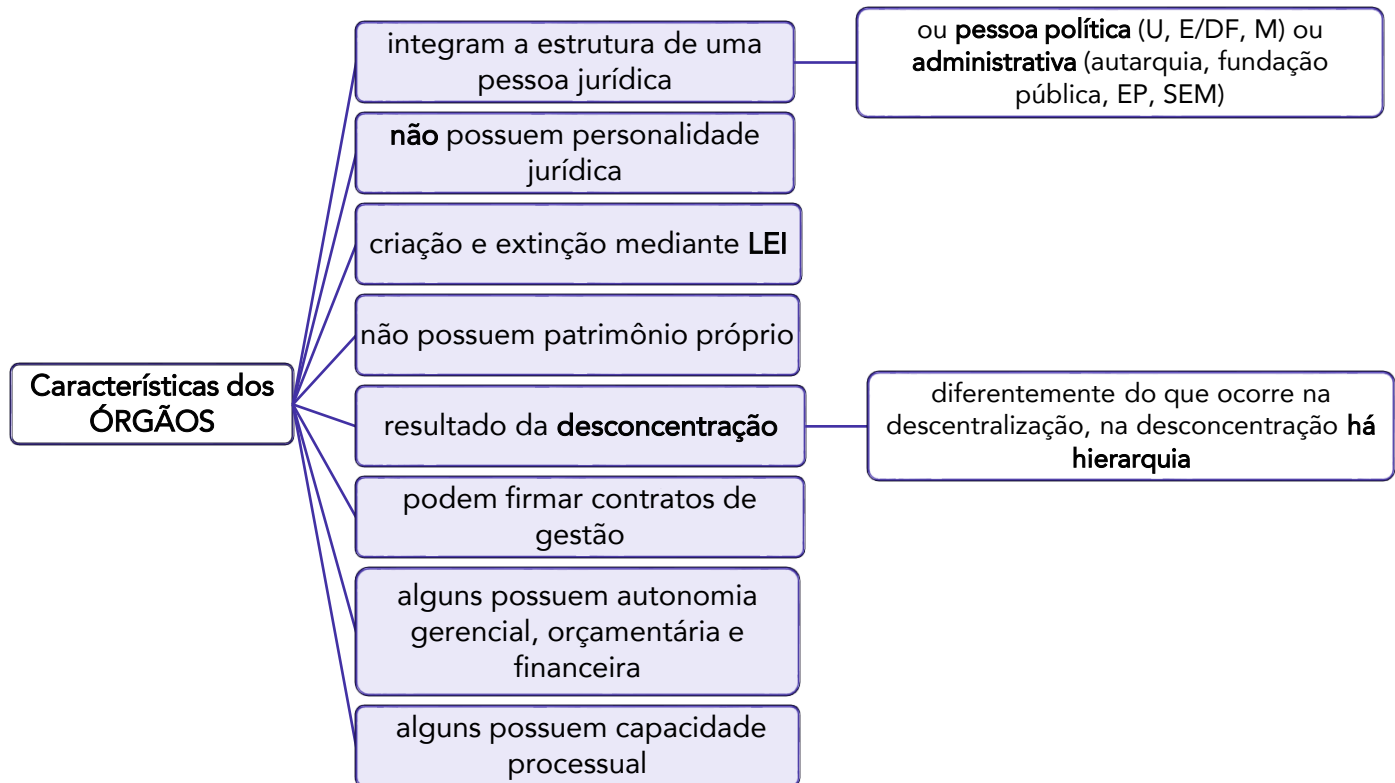 integram a estrutura de uma
pessoa jurídica
ou pessoa política (U, E/DF, M) ou
administrativa (autarquia, fundação
pública, EP, SEM)
não possuem personalidade
jurídica
criação e extinção mediante LEI
não possuem patrimônio próprio
Características dos
ÓRGÃOS
resultado da desconcentração
diferentemente do que ocorre na
descentralização, na desconcentração há
hierarquia
podem firmar contratos de
gestão
alguns possuem autonomia
gerencial, orçamentária e
financeira
alguns possuem capacidade
processual